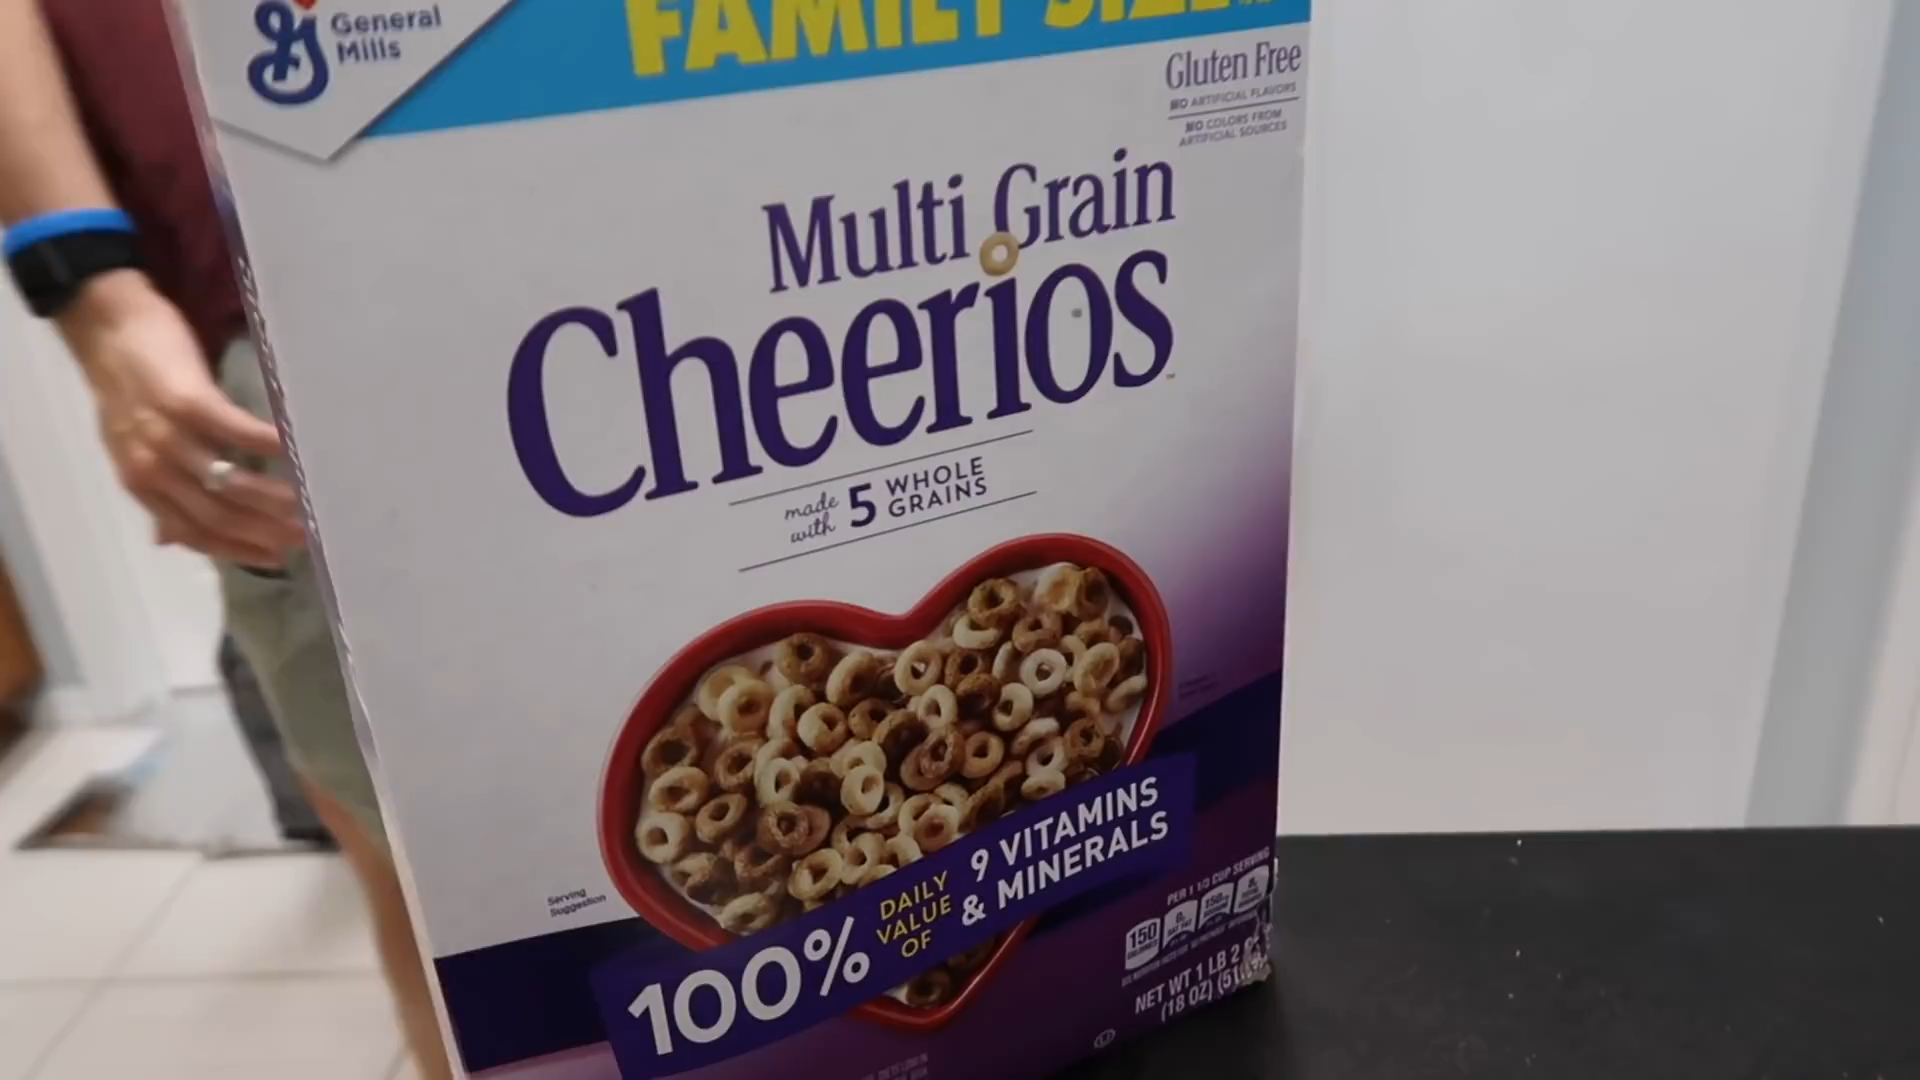 General
Mills
FAMILY SIZE
Gluten Free
NO ARTIFICIAL FLAVORS
NO COLORS FROM
ARTIFICIAL SOURCES
Multi Grain
Cheerios
made with 5 WHOLE GRAINS
Serving
Suggestion
100% DAILY VALUE OF 9 VITAMINS & MINERALS
PER 1 1/3 CUP SERVING
150
CALORIES
NET WT 1 LB 2
(18 OZ)